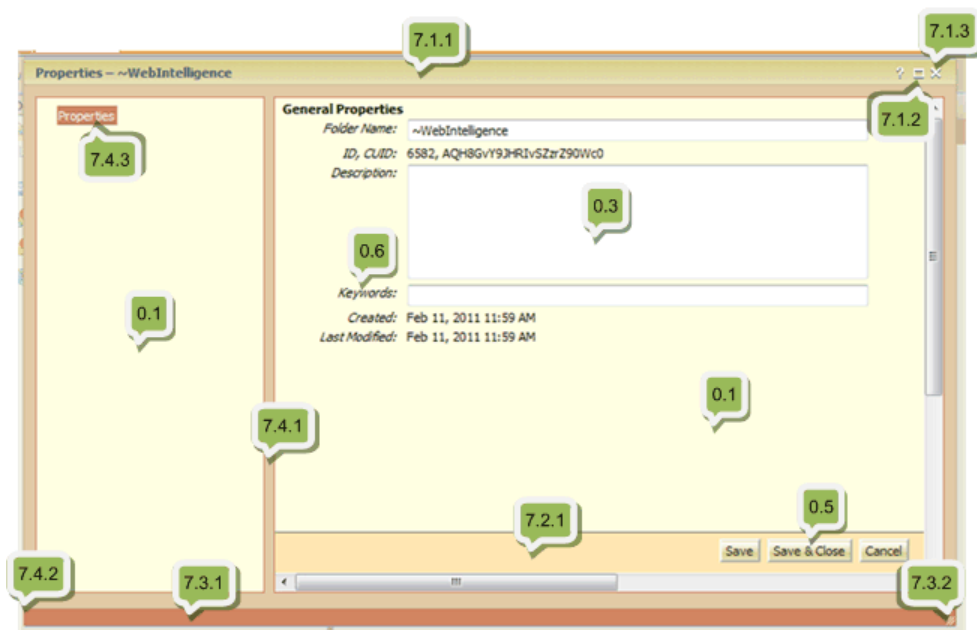 7.1.1
7.1.3
Properties – ~WebIntelligence
?
7.1.2
Properties
7.4.3
General Properties
Folder Name: ~WebIntelligence
ID, CUID: 6582, AQH8GvY9JHRIvSZzrZ90Wc0
Description:
0.3
0.6
Keywords:
0.1
Created: Feb 11, 2011 11:59 AM
Last Modified: Feb 11, 2011 11:59 AM
0.1
7.4.1
0.5
7.2.1
Save Save & Close Cancel
7.4.2
7.3.1
7.3.2